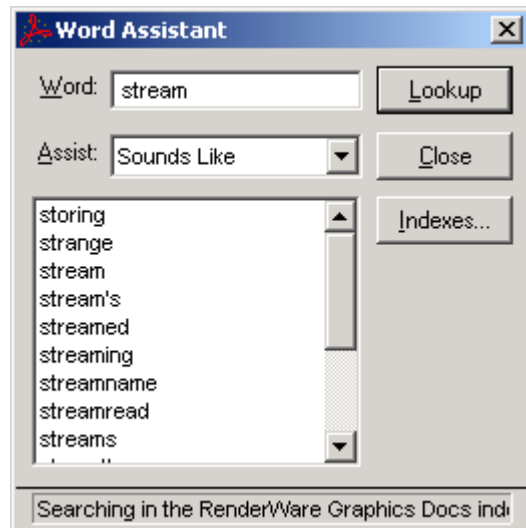 Word Assistant
Word: stream Lookup
Assist: Sounds Like Close
Indexes...
storing
strange
stream
stream's
streamed
streaming
streamname
streamread
streams
Searching in the RenderWare Graphics Docs